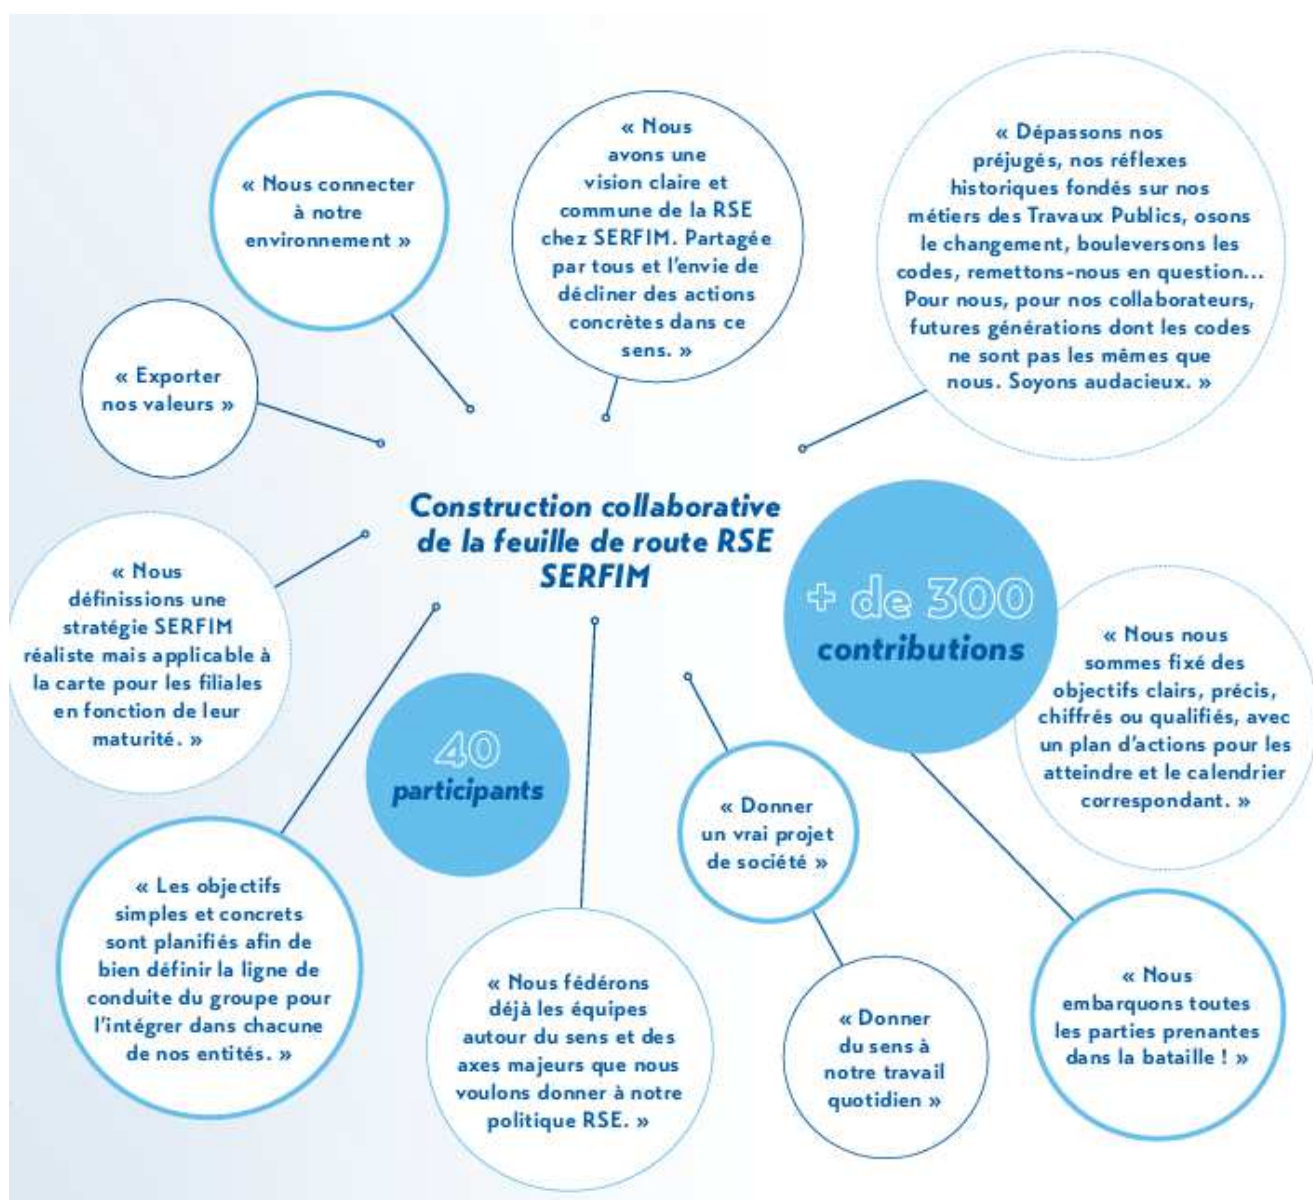 « Nous connecter
à notre
environnement »
« Nous
avons une
vision claire et
commune de la RSE
chez SERFIM. Partagée
par tous et l'envie de
décliner des actions
concrètes dans ce
sens. »
« Dépassons nos
préjugés, nos réflexes
historiques fondés sur nos
métiers des Travaux Publics, osons
le changement, bouleversons les
codes, remettons-nous en question...
Pour nous, pour nos collaborateurs,
futures générations dont les codes
ne sont pas les mêmes que
nous. Soyons audacieux. »
« Exporter
nos valeurs »
Construction collaborative
de la feuille de route RSE
SERFIM
« Nous
définissions une
stratégie SERFIM
réaliste mais applicable à
la carte pour les filiales
en fonction de leur
maturité. »
+ de 300
contributions
« Nous nous
sommes fixé des
objectifs clairs, précis,
chiffrés ou qualifiés, avec
un plan d'actions pour les
atteindre et le calendrier
correspondant. »
40
participants
« Donner
un vrai projet
de société »
« Les objectifs
simples et concrets
sont planifiés afin de
bien définir la ligne de
conduite du groupe pour
l'intégrer dans chacune
de nos entités. »
« Nous fédérons
déjà les équipes
autour du sens et des
axes majeurs que nous
voulons donner à notre
politique RSE. »
« Donner
du sens à
notre travail
quotidien »
« Nous
embarquons toutes
les parties prenantes
dans la bataille ! »